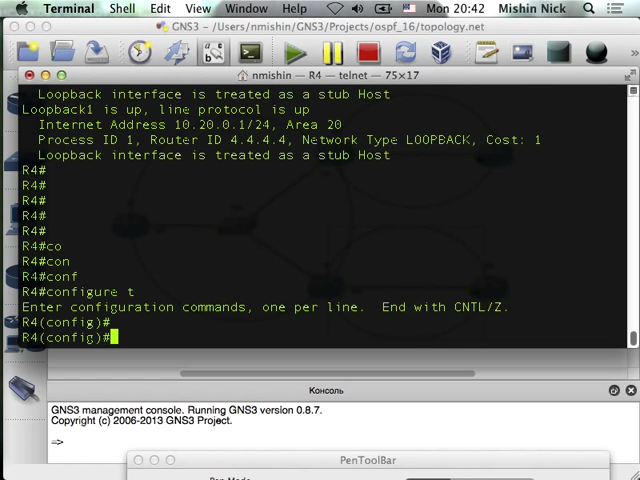 Terminal Shell Edit View Window Help Mon 20:42 Mishin Nick
GNS3 — /Users/nmishin/GNS3/Projects/ospf_16/topology.net
nmishin — R4 — telnet — 75×17
Loopback interface is treated as a stub Host
Loopback1 is up, line protocol is up
Internet Address 10.20.0.1/24, Area 20
Process ID 1, Router ID 4.4.4.4, Network Type LOOPBACK, Cost: 1
Loopback interface is treated as a stub Host
R4#
R4#
R4#
R4#
R4#
R4#co
R4#con
R4#conf
R4#configure t
Enter configuration commands, one per line. End with CNTL/Z.
R4(config)#
R4(config)#
Консоль
GNS3 management console. Running GNS3 version 0.8.7.
Copyright (c) 2006-2013 GNS3 Project.
=>
PenToolBar
Pen Mode